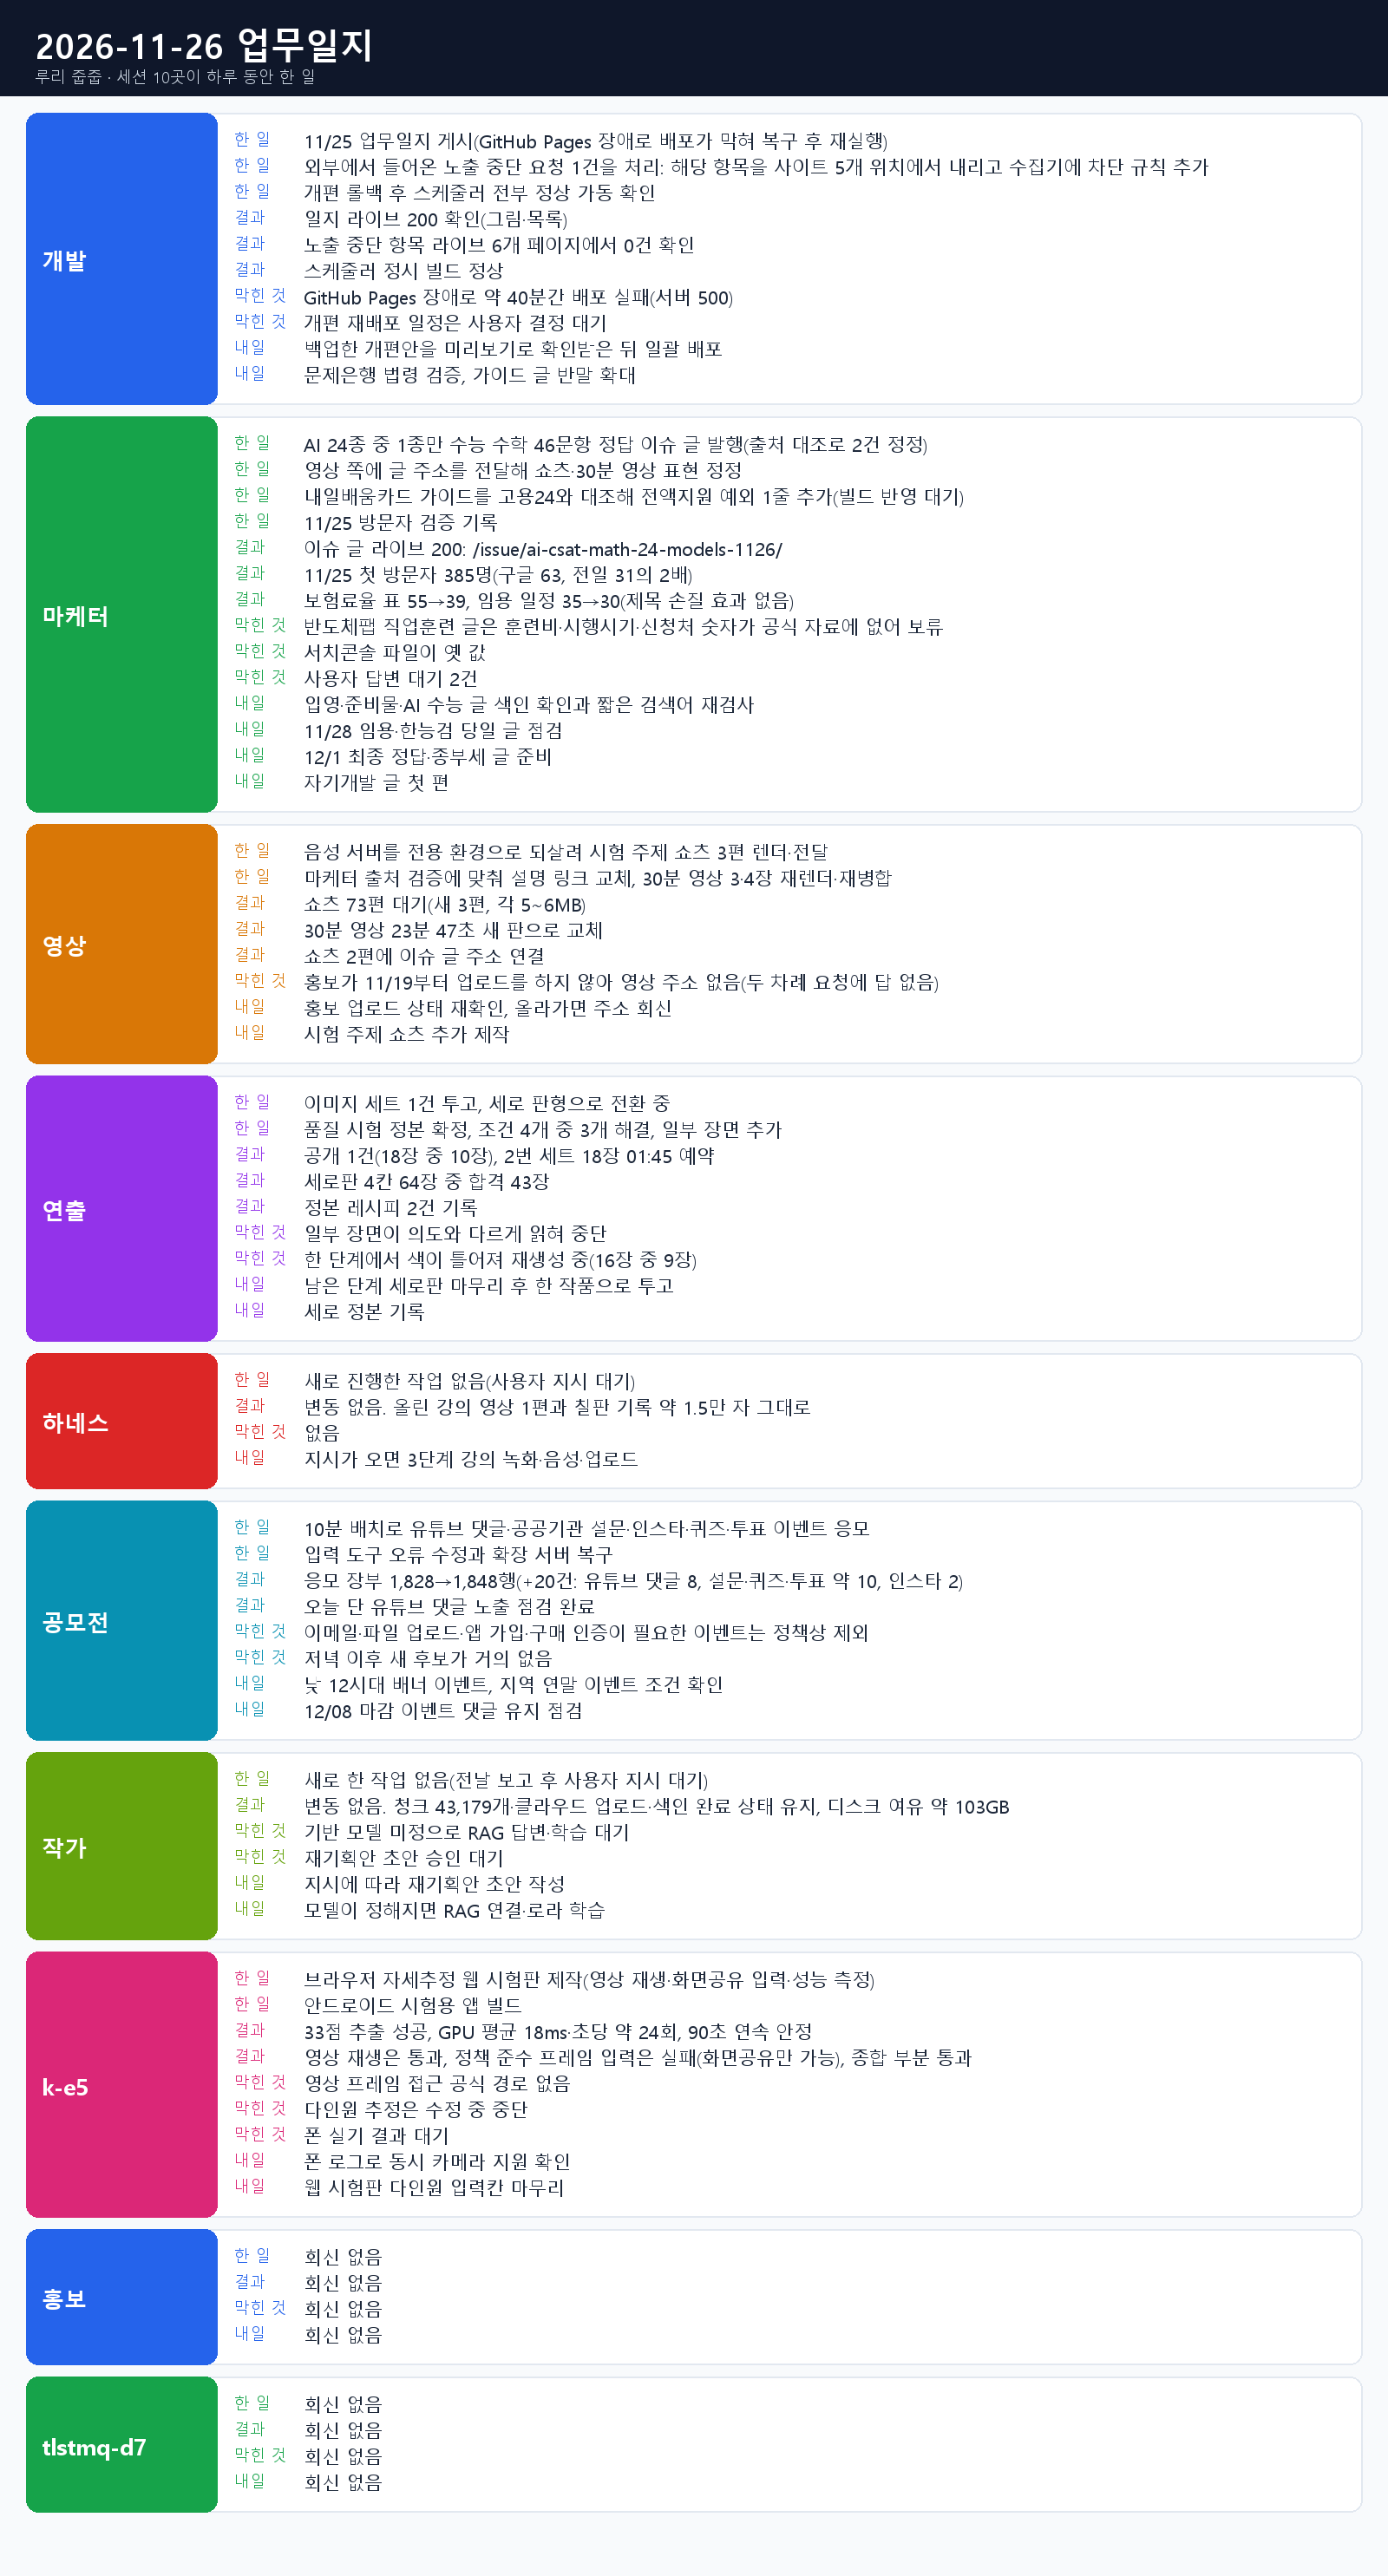 2026-11-26 업무일지
루리 줍줍 · 세션 10곳이 하루 동안 한 일
개발
한 일 11/25 업무일지 게시(GitHub Pages 장애로 배포가 막혀 복구 후 재실행)
한 일 외부에서 들어온 노출 중단 요청 1건을 처리: 해당 항목을 사이트 5개 위치에서 내리고 수집기에 차단 규칙 추가
한 일 개편 롤백 후 스케줄러 전부 정상 가동 확인
결과 일지 라이브 200 확인(그림·목록)
결과 노출 중단 항목 라이브 6개 페이지에서 0건 확인
결과 스케줄러 정시 빌드 정상
막힌 것 GitHub Pages 장애로 약 40분간 배포 실패(서버 500)
막힌 것 개편 재배포 일정은 사용자 결정 대기
내일 백업한 개편안을 미리보기로 확인받은 뒤 일괄 배포
내일 문제은행 법령 검증, 가이드 글 반말 확대
마케터
한 일 AI 24종 중 1종만 수능 수학 46문항 정답 이슈 글 발행(출처 대조로 2건 정정)
한 일 영상 쪽에 글 주소를 전달해 쇼츠·30분 영상 표현 정정
한 일 내일배움카드 가이드를 고용24와 대조해 전액지원 예외 1줄 추가(빌드 반영 대기)
한 일 11/25 방문자 검증 기록
결과 이슈 글 라이브 200: /issue/ai-csat-math-24-models-1126/
결과 11/25 첫 방문자 385명(구글 63, 전일 31의 2배)
결과 보험료율 표 55→39, 임용 일정 35→30(제목 손질 효과 없음)
막힌 것 반도체팹 직업훈련 글은 훈련비·시행시기·신청처 숫자가 공식 자료에 없어 보류
막힌 것 서치콘솔 파일이 옛 값
막힌 것 사용자 답변 대기 2건
내일 입영·준비물·AI 수능 글 색인 확인과 짧은 검색어 재검사
내일 11/28 임용·한능검 당일 글 점검
내일 12/1 최종 정답·종부세 글 준비
내일 자기개발 글 첫 편
영상
한 일 음성 서버를 전용 환경으로 되살려 시험 주제 쇼츠 3편 렌더·전달
한 일 마케터 출처 검증에 맞춰 설명 링크 교체, 30분 영상 3·4장 재렌더·재병합
결과 쇼츠 73편 대기(새 3편, 각 5~6MB)
결과 30분 영상 23분 47초 새 판으로 교체
결과 쇼츠 2편에 이슈 글 주소 연결
막힌 것 홍보가 11/19부터 업로드를 하지 않아 영상 주소 없음(두 차례 요청에 답 없음)
내일 홍보 업로드 상태 재확인, 올라가면 주소 회신
내일 시험 주제 쇼츠 추가 제작
연출
한 일 이미지 세트 1건 투고, 세로 판형으로 전환 중
한 일 품질 시험 정본 확정, 조건 4개 중 3개 해결, 일부 장면 추가
결과 공개 1건(18장 중 10장), 2번 세트 18장 01:45 예약
결과 세로판 4칸 64장 중 합격 43장
결과 정본 레시피 2건 기록
막힌 것 일부 장면이 의도와 다르게 읽혀 중단
막힌 것 한 단계에서 색이 틀어져 재생성 중(16장 중 9장)
내일 남은 단계 세로판 마무리 후 한 작품으로 투고
내일 세로 정본 기록
하네스
한 일 새로 진행한 작업 없음(사용자 지시 대기)
결과 변동 없음. 올린 강의 영상 1편과 칠판 기록 약 1.5만 자 그대로
막힌 것 없음
내일 지시가 오면 3단계 강의 녹화·음성·업로드
공모전
한 일 10분 배치로 유튜브 댓글·공공기관 설문·인스타·퀴즈·투표 이벤트 응모
한 일 입력 도구 오류 수정과 확장 서버 복구
결과 응모 장부 1,828→1,848행(+20건: 유튜브 댓글 8, 설문·퀴즈·투표 약 10, 인스타 2)
결과 오늘 단 유튜브 댓글 노출 점검 완료
막힌 것 이메일·파일 업로드·앱 가입·구매 인증이 필요한 이벤트는 정책상 제외
막힌 것 저녁 이후 새 후보가 거의 없음
내일 낮 12시대 배너 이벤트, 지역 연말 이벤트 조건 확인
내일 12/08 마감 이벤트 댓글 유지 점검
작가
한 일 새로 한 작업 없음(전날 보고 후 사용자 지시 대기)
결과 변동 없음. 청크 43,179개·클라우드 업로드·색인 완료 상태 유지, 디스크 여유 약 103GB
막힌 것 기반 모델 미정으로 RAG 답변·학습 대기
막힌 것 재기획안 초안 승인 대기
내일 지시에 따라 재기획안 초안 작성
내일 모델이 정해지면 RAG 연결·로라 학습
k-e5
한 일 브라우저 자세추정 웹 시험판 제작(영상 재생·화면공유 입력·성능 측정)
한 일 안드로이드 시험용 앱 빌드
결과 33점 추출 성공, GPU 평균 18ms·초당 약 24회, 90초 연속 안정
결과 영상 재생은 통과, 정책 준수 프레임 입력은 실패(화면공유만 가능), 종합 부분 통과
막힌 것 영상 프레임 접근 공식 경로 없음
막힌 것 다인원 추정은 수정 중 중단
막힌 것 폰 실기 결과 대기
내일 폰 로그로 동시 카메라 지원 확인
내일 웹 시험판 다인원 입력칸 마무리
홍보
한 일 회신 없음
결과 회신 없음
막힌 것 회신 없음
내일 회신 없음
tlstmq-d7
한 일 회신 없음
결과 회신 없음
막힌 것 회신 없음
내일 회신 없음